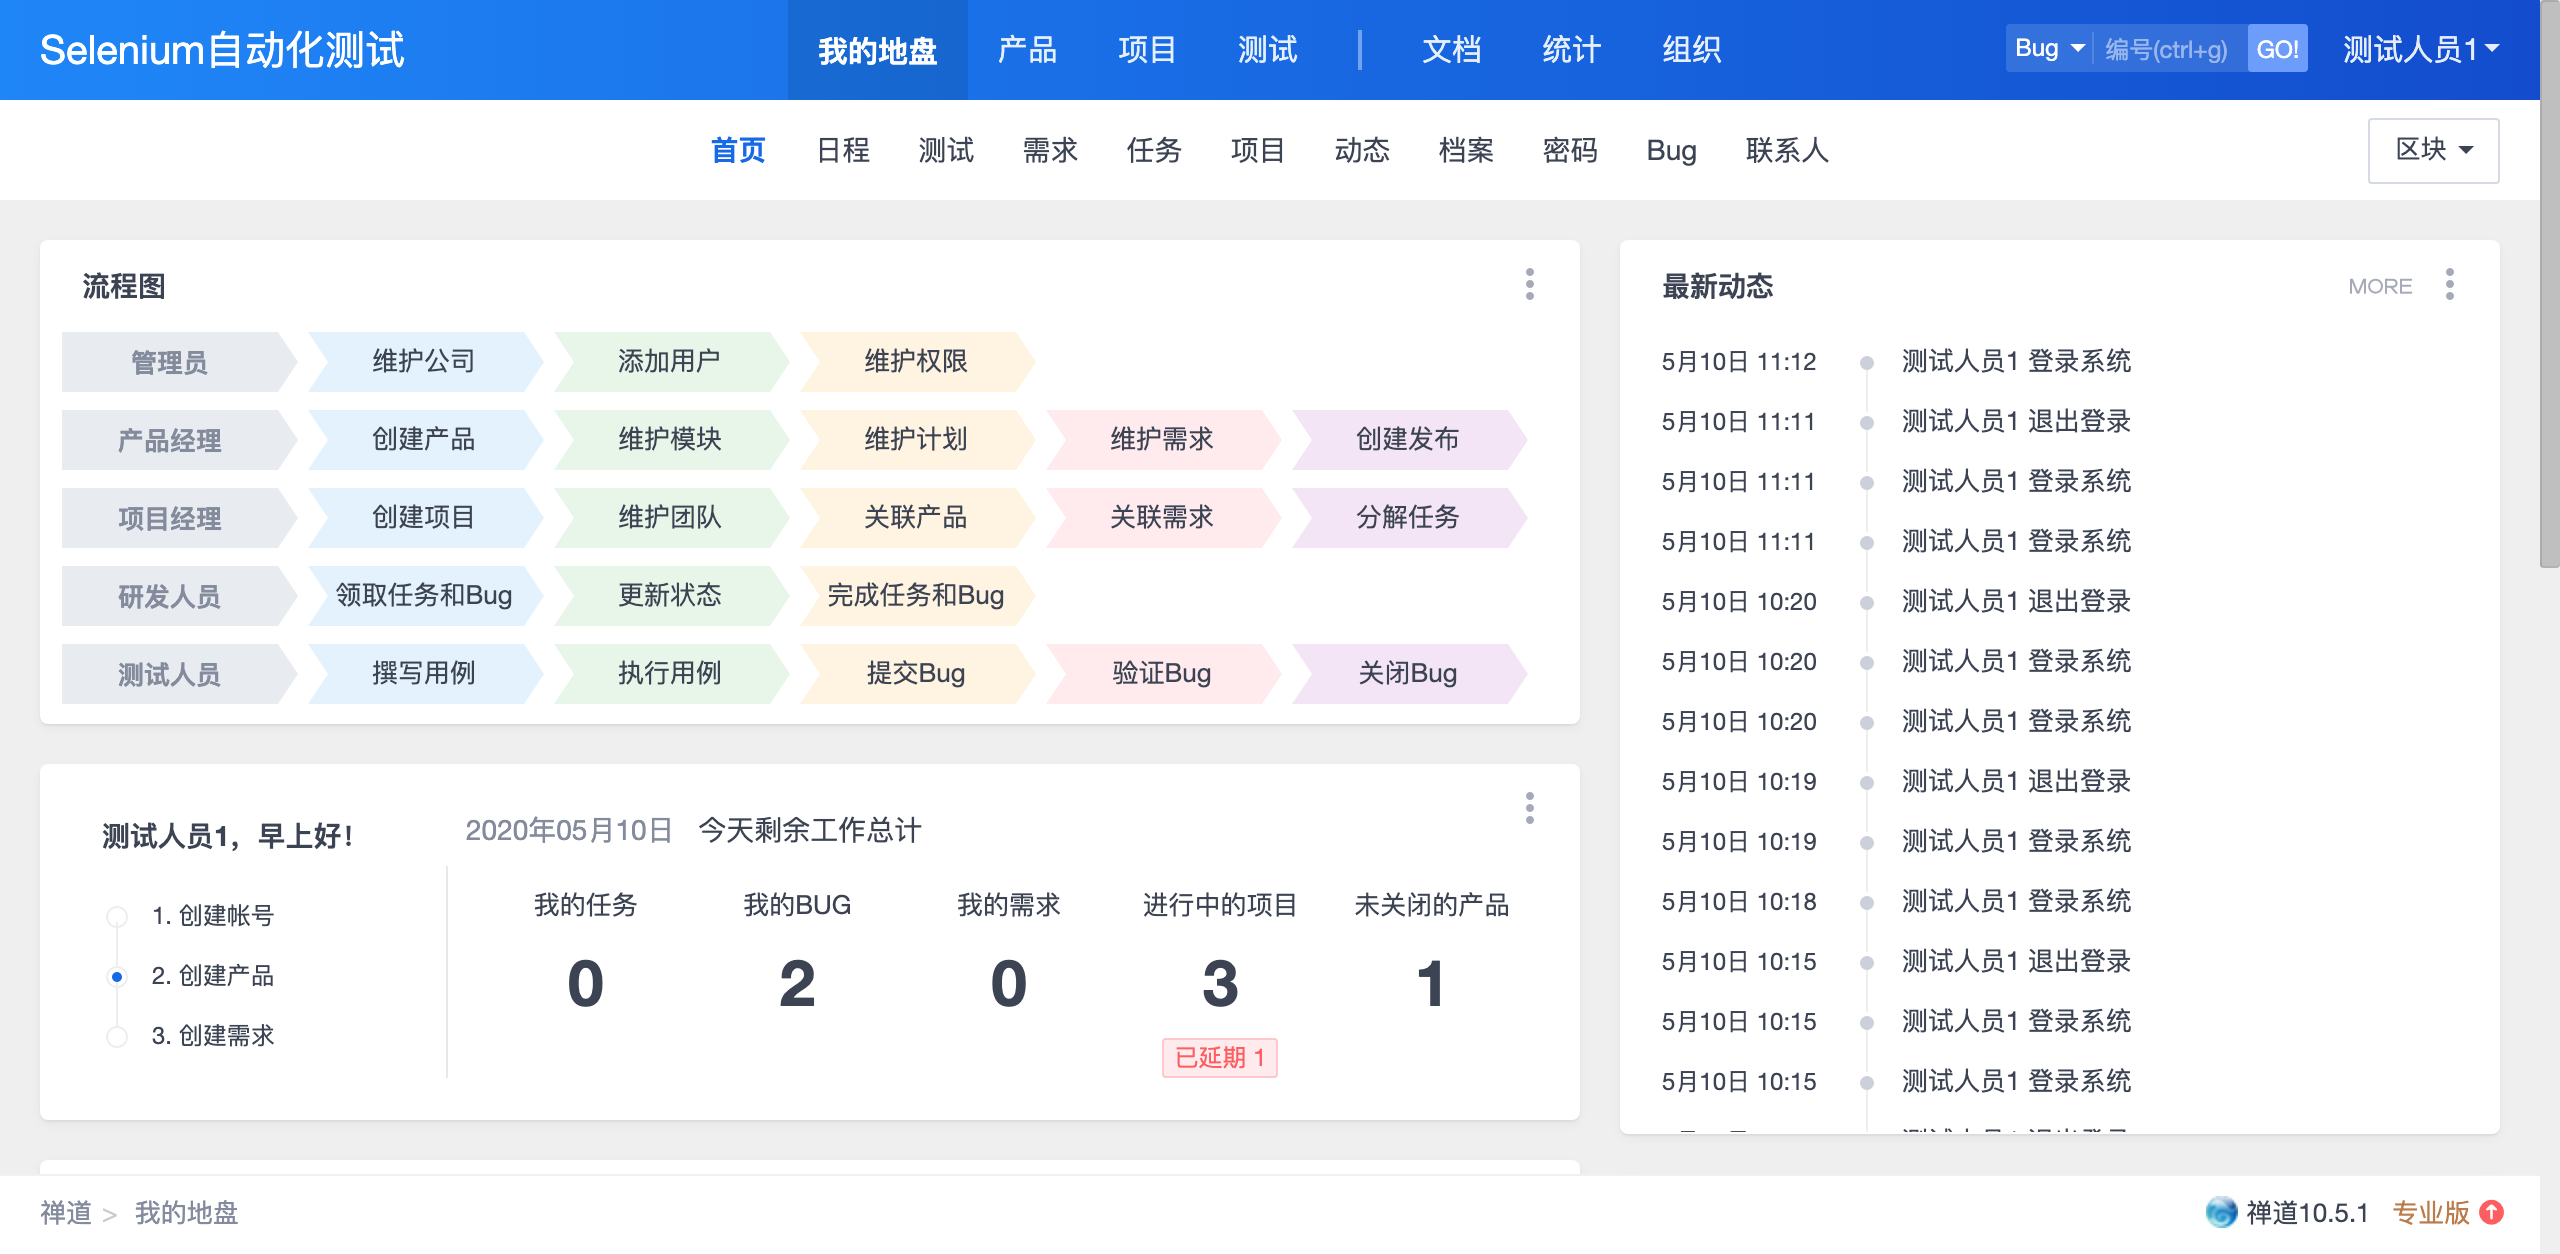 Selenium自动化测试
我的地盘 产品 项目 测试 | 文档 统计 组织
Bug 编号(ctrl+g) GO! 测试人员1
首页 日程 测试 需求 任务 项目 动态 档案 密码 Bug 联系人
区块
流程图
管理员 维护公司 添加用户 维护权限
产品经理 创建产品 维护模块 维护计划 维护需求 创建发布
项目经理 创建项目 维护团队 关联产品 关联需求 分解任务
研发人员 领取任务和Bug 更新状态 完成任务和Bug
测试人员 撰写用例 执行用例 提交Bug 验证Bug 关闭Bug
测试人员1，早上好！
1. 创建帐号
2. 创建产品
3. 创建需求
2020年05月10日 今天剩余工作总计
我的任务 我的BUG 我的需求 进行中的项目 未关闭的产品
0 2 0 3 1
已延期 1
最新动态 MORE
5月10日 11:12 测试人员1 登录系统
5月10日 11:11 测试人员1 退出登录
5月10日 11:11 测试人员1 登录系统
5月10日 11:11 测试人员1 登录系统
5月10日 10:20 测试人员1 退出登录
5月10日 10:20 测试人员1 登录系统
5月10日 10:20 测试人员1 登录系统
5月10日 10:19 测试人员1 退出登录
5月10日 10:19 测试人员1 登录系统
5月10日 10:18 测试人员1 登录系统
5月10日 10:15 测试人员1 退出登录
5月10日 10:15 测试人员1 登录系统
5月10日 10:15 测试人员1 登录系统
禅道 > 我的地盘
禅道10.5.1 专业版